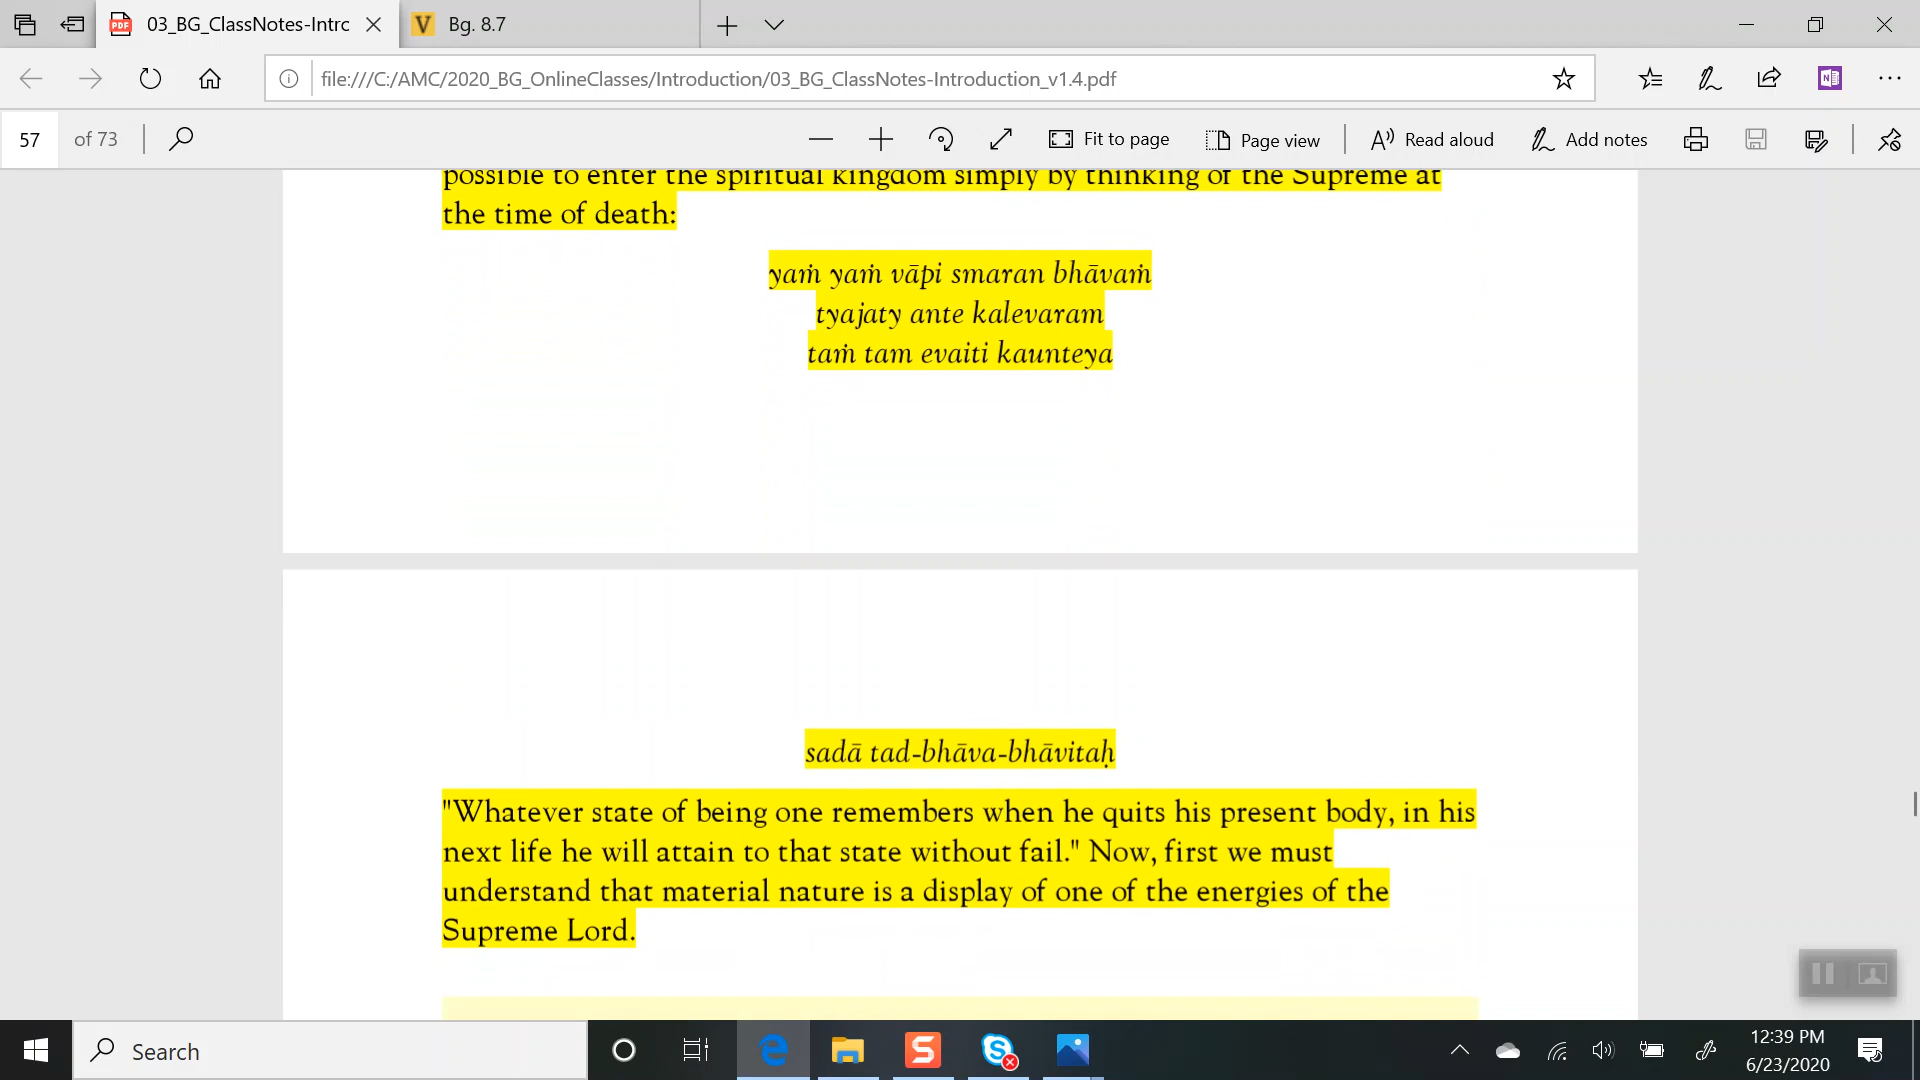 03_BG_ClassNotes-Intrc
Bg. 8.7
file:///C:/AMC/2020_BG_OnlineClasses/Introduction/03_BG_ClassNotes-Introduction_v1.4.pdf
57 of 73
Fit to page
Page view
Read aloud
Add notes
possible to enter the spiritual kingdom simply by thinking of the Supreme at
the time of death:
yaṁ yaṁ vāpi smaran bhāvaṁ
tyajaty ante kalevaram
taṁ tam evaiti kaunteya
sadā tad-bhāva-bhāvitaḥ
"Whatever state of being one remembers when he quits his present body, in his
next life he will attain to that state without fail." Now, first we must
understand that material nature is a display of one of the energies of the
Supreme Lord.
Search
12:39 PM
6/23/2020